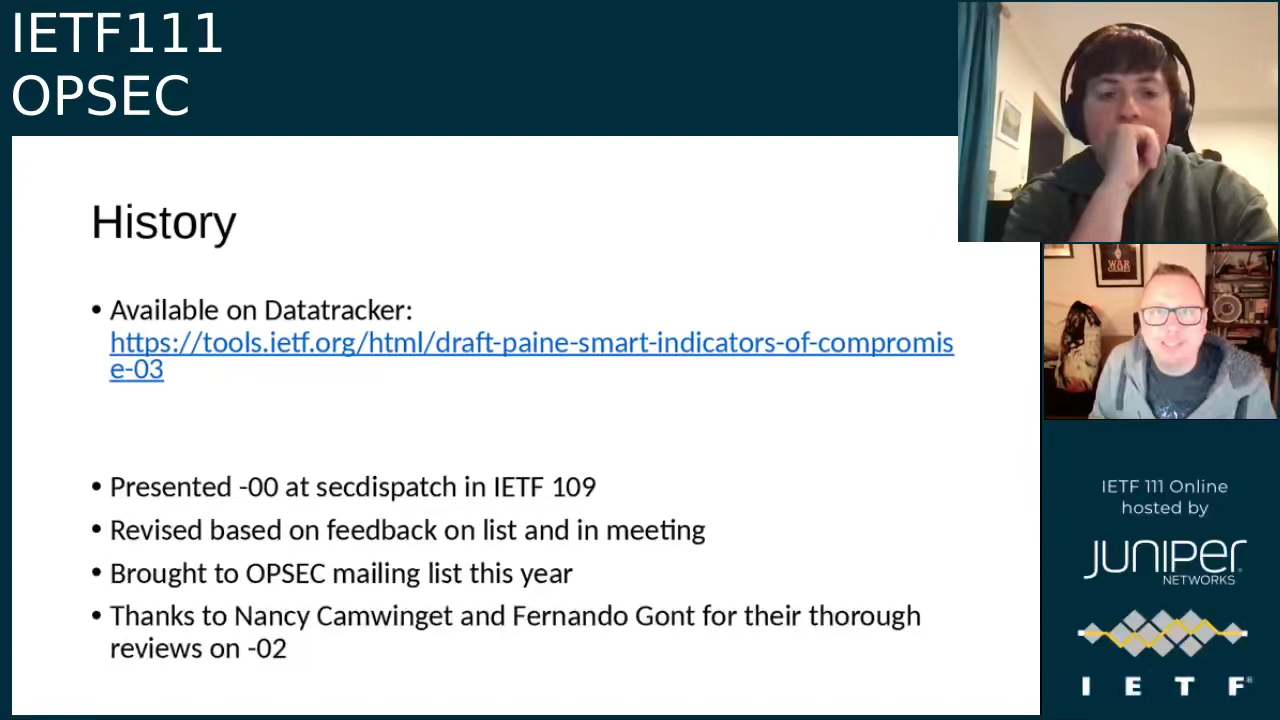 IETF111
OPSEC
History
• Available on Datatracker:
https://tools.ietf.org/html/draft-paine-smart-indicators-of-compromis
e-03
• Presented -00 at secdispatch in IETF 109
• Revised based on feedback on list and in meeting
• Brought to OPSEC mailing list this year
• Thanks to Nancy Camwinget and Fernando Gont for their thorough
reviews on -02
WAR
GAMES
IETF 111 Online
hosted by
JUNIPER
NETWORKS
I E T F®